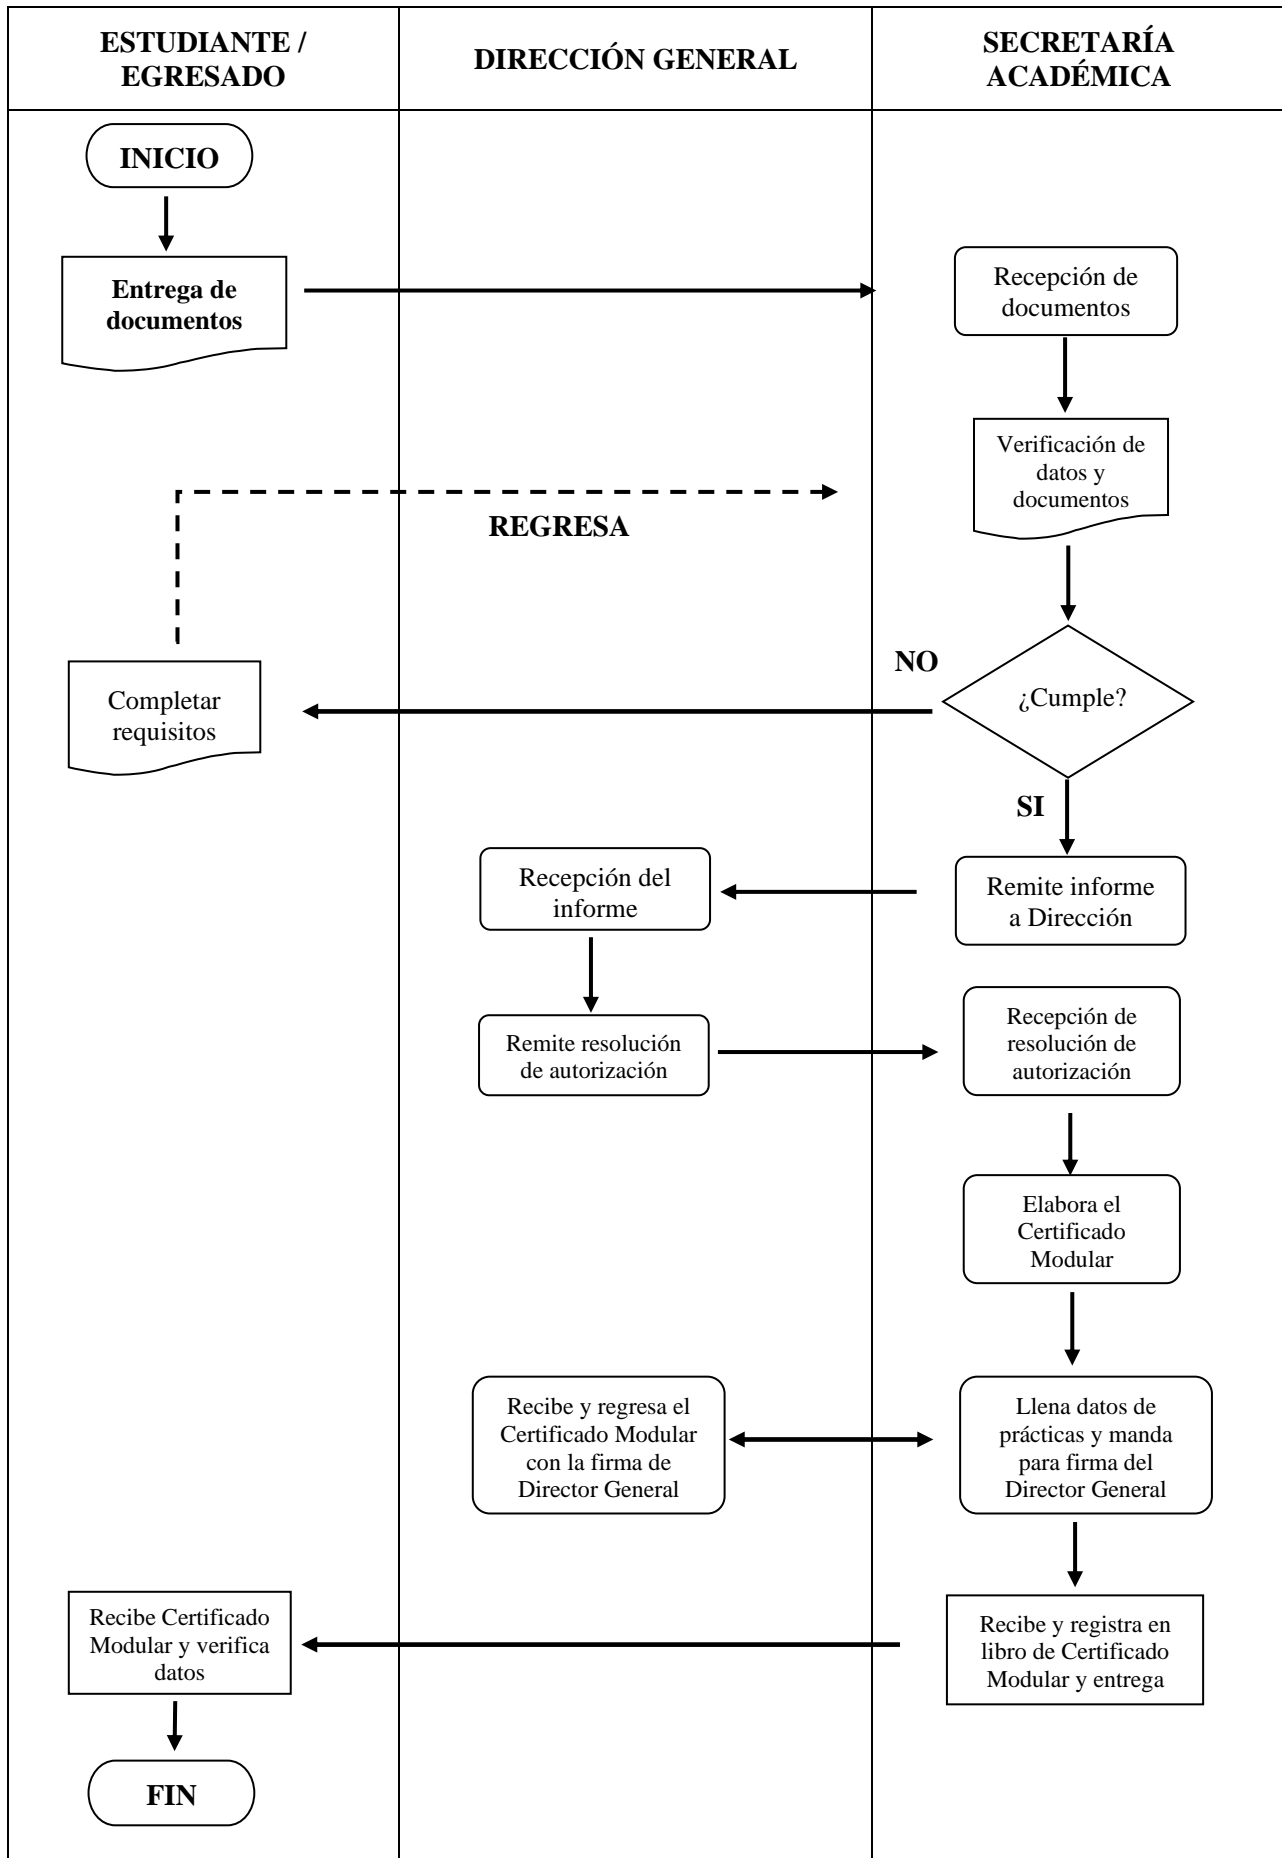 ESTUDIANTE /
EGRESADO
DIRECCIÓN GENERAL
SECRETARÍA
ACADÉMICA
INICIO
Entrega de
documentos
Recepción de
documentos
Verificación de
datos y
documentos
REGRESA
NO
¿Cumple?
Completar
requisitos
SI
Recepción del
informe
Remite informe
a Dirección
Remite resolución
de autorización
Recepción de
resolución de
autorización
Elabora el
Certificado
Modular
Recibe y regresa el
Certificado Modular
con la firma de
Director General
Llena datos de
prácticas y manda
para firma del
Director General
Recibe Certificado
Modular y verifica
datos
Recibe y registra en
libro de Certificado
Modular y entrega
FIN